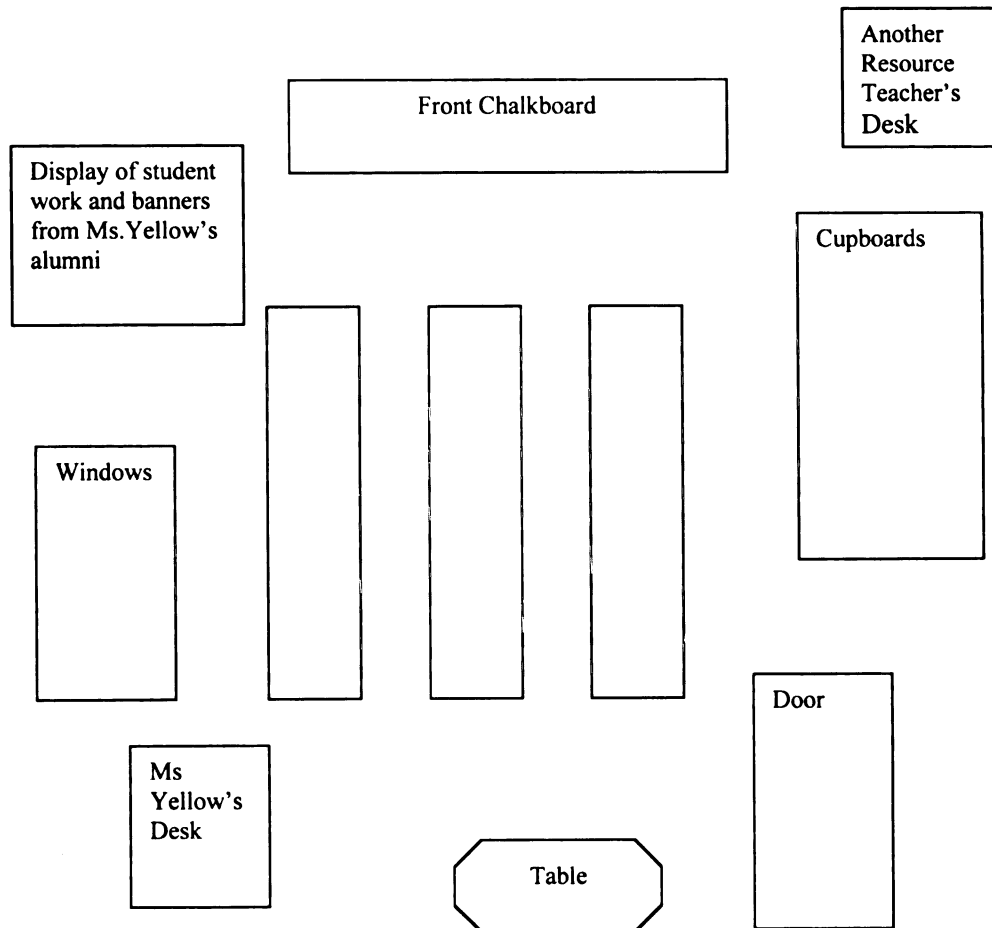 Another
Resource
Teacher's
Desk
Front Chalkboard
Display of student
work and banners
from Ms.Yellow's
alumni
Cupboards
Windows
Door
Ms
Yellow's
Desk
Table